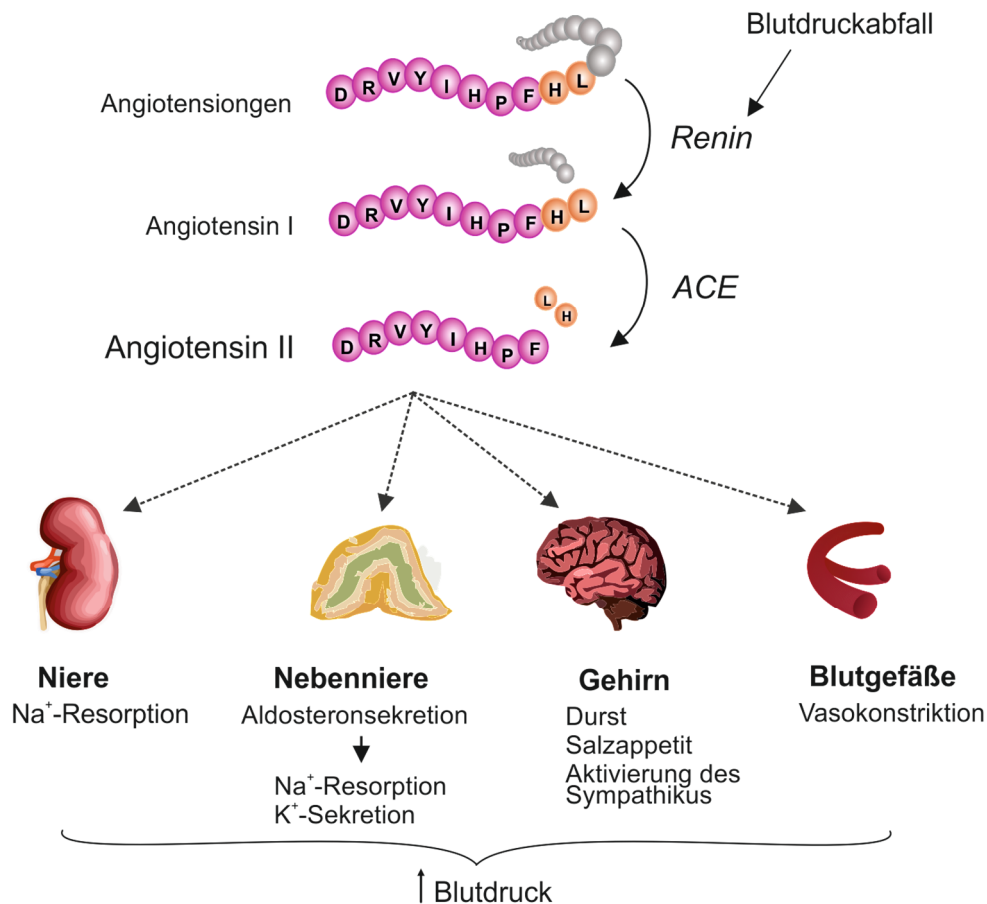 Blutdruckabfall
Angiotensiongen
D R V Y I H P F H L
Renin
Angiotensin I
D R V Y I H P F H L
ACE
L
H
Angiotensin II
D R V Y I H P F
Niere
Na⁺-Resorption
Nebenniere
Aldosteronsekretion
Na⁺-Resorption
K⁺-Sekretion
Gehirn
Durst
Salzappetit
Aktivierung des
Sympathikus
Blutgefäße
Vasokonstriktion
↑ Blutdruck